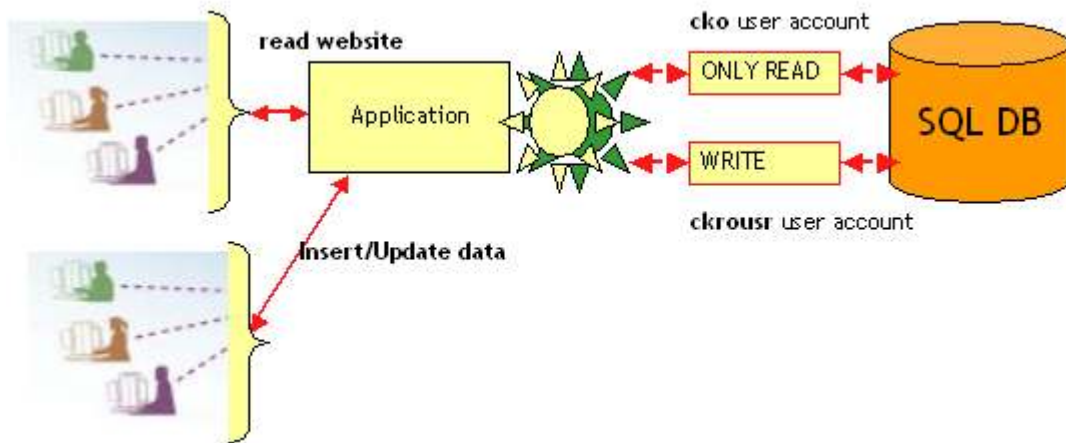 cko user account
read website
ONLY READ
Application
SQL DB
WRITE
ckrousr user account
Insert/Update data